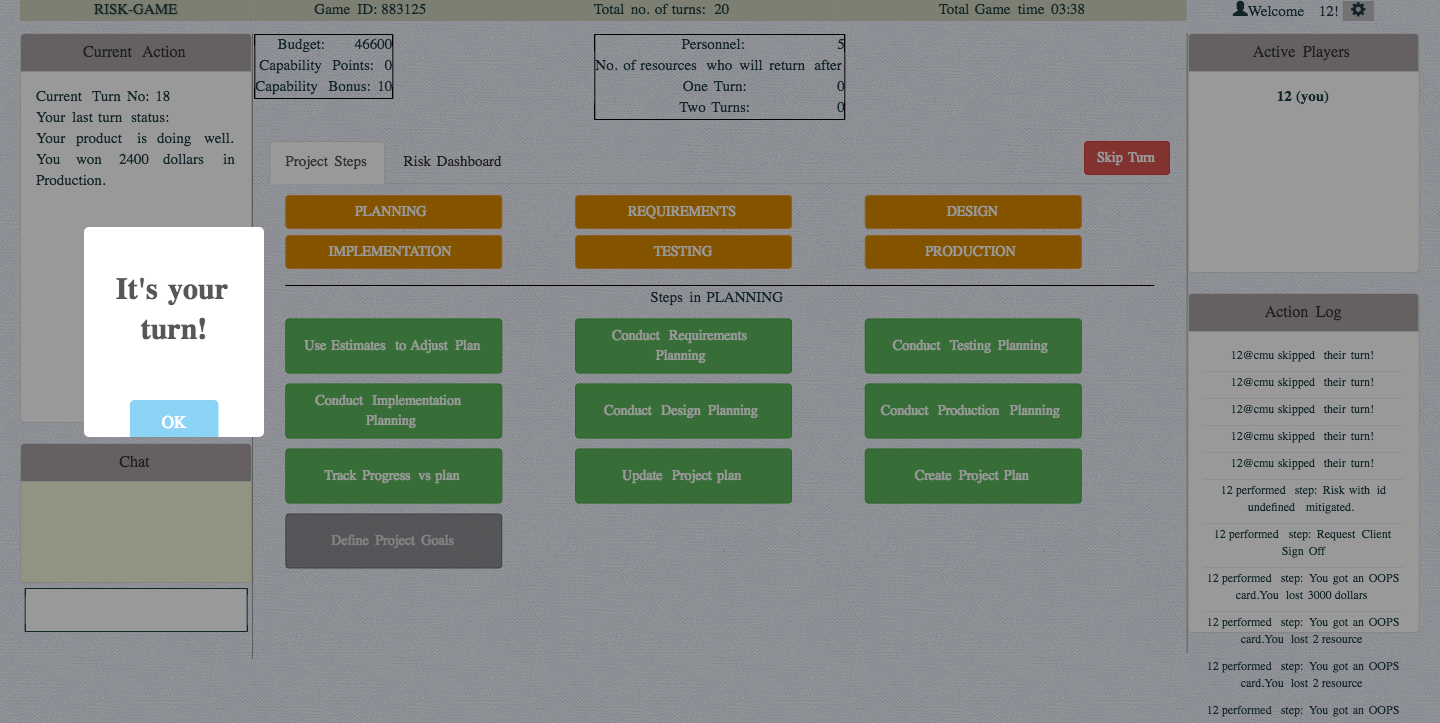 RISK-GAME
Game ID: 883125
Total no. of turns: 20
Total Game time 03:38
Welcome 12!
Current Action
Current Turn No: 18
Your last turn status:
Your product is doing well.
You won 2400 dollars in
Production.
Budget: 46600
Capability Points: 0
Capability Bonus: 10
Personnel: 5
No. of resources who will return after
One Turn: 0
Two Turns: 0
Project Steps
Risk Dashboard
Skip Turn
PLANNING
REQUIREMENTS
DESIGN
IMPLEMENTATION
TESTING
PRODUCTION
Steps in PLANNING
Use Estimates to Adjust Plan
Conduct Requirements
Planning
Conduct Testing Planning
Conduct Implementation
Planning
Conduct Design Planning
Conduct Production Planning
Track Progress vs plan
Update Project plan
Create Project Plan
Define Project Goals
It's your
turn!
OK
Chat
Active Players
12 (you)
Action Log
12@cmu skipped their turn!
12@cmu skipped their turn!
12@cmu skipped their turn!
12@cmu skipped their turn!
12@cmu skipped their turn!
12 performed step: Risk with id
undefined mitigated.
12 performed step: Request Client
Sign Off
12 performed step: You got an OOPS
card.You lost 3000 dollars
12 performed step: You got an OOPS
card.You lost 2 resource
12 performed step: You got an OOPS
card.You lost 2 resource
12 performed step: You got an OOPS